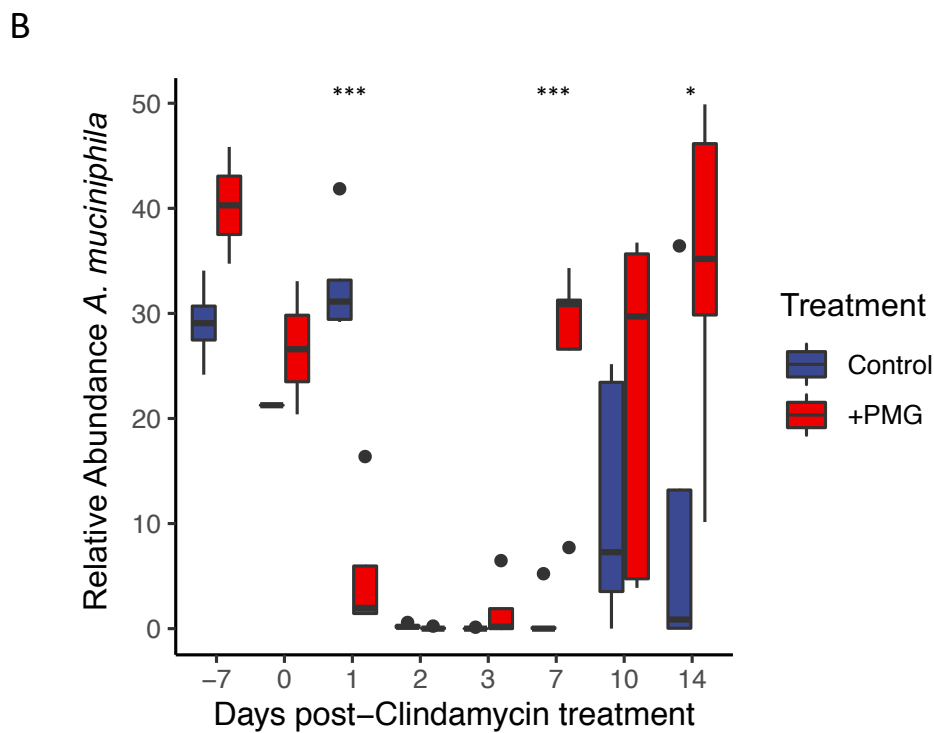 B
*** *** *
50
40
30
20
10
0
Relative Abundance A. muciniphila
−7 0 1 2 3 7 10 14
Days post−Clindamycin treatment
Treatment
Control
+PMG